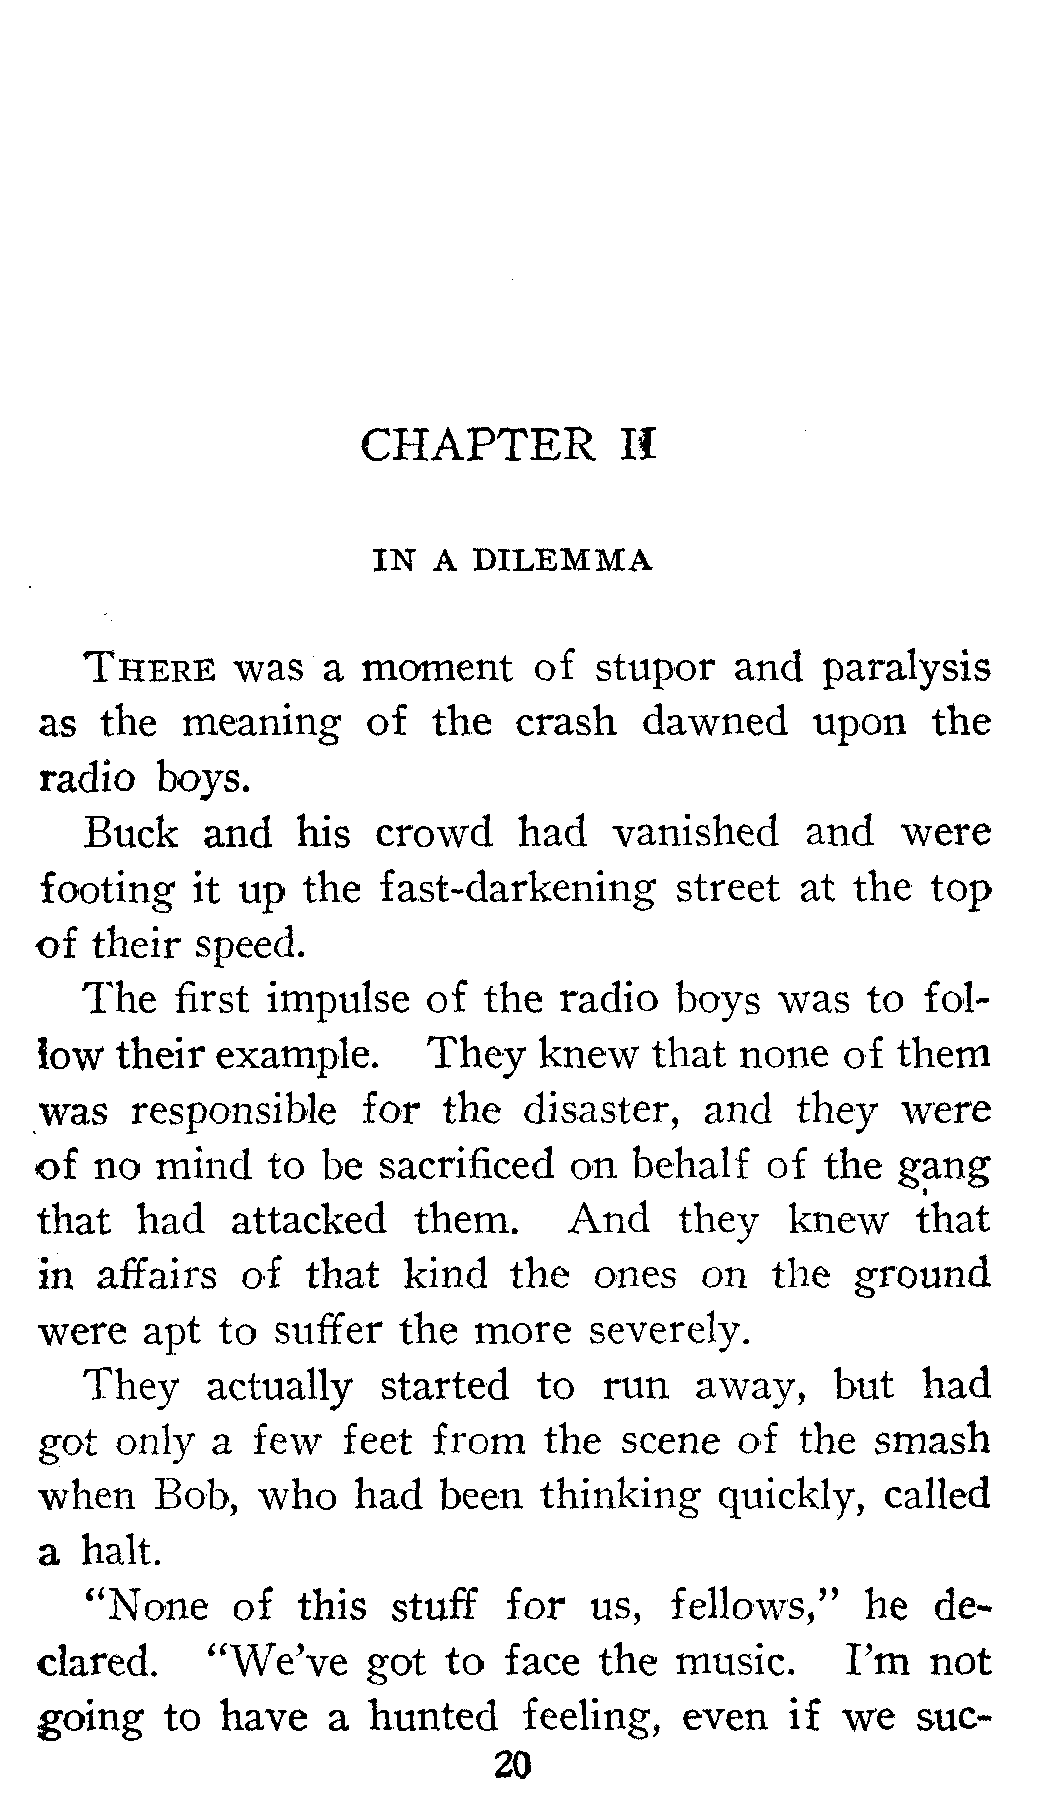 CHAPTER II
IN A DILEMMA
THERE was a moment of stupor and paralysis
as the meaning of the crash dawned upon the
radio boys.
Buck and his crowd had vanished and were
footing it up the fast-darkening street at the top
of their speed.
The first impulse of the radio boys was to fol-
low their example. They knew that none of them
was responsible for the disaster, and they were
of no mind to be sacrificed on behalf of the gang
that had attacked them. And they knew that
in affairs of that kind the ones on the ground
were apt to suffer the more severely.
They actually started to run away, but had
got only a few feet from the scene of the smash
when Bob, who had been thinking quickly, called
a halt.
“None of this stuff for us, fellows,” he de-
clared. “We’ve got to face the music. I’m not
going to have a hunted feeling, even if we suc-
20